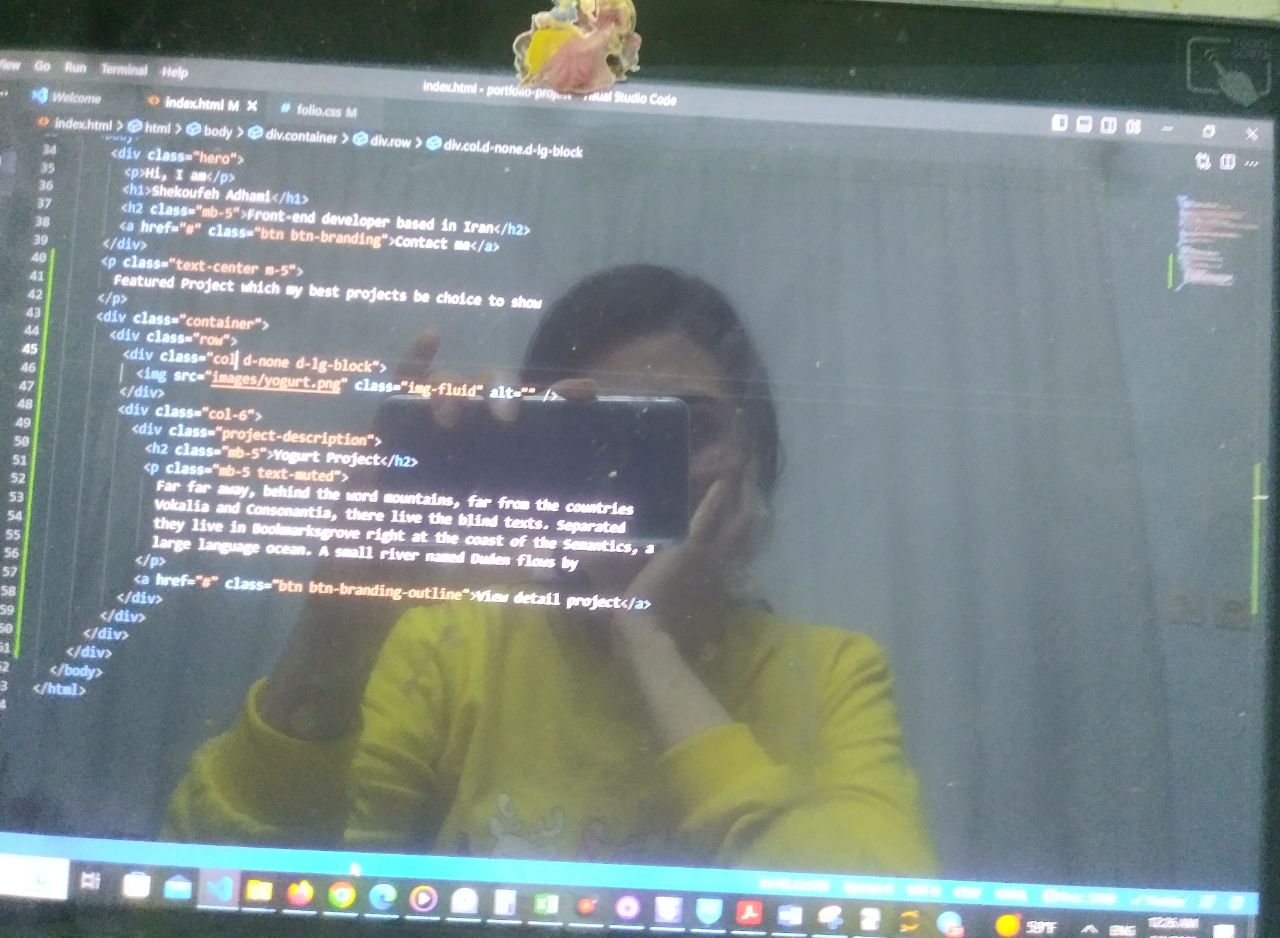 View Go Run Terminal Help
index.html - portfolio-project Visual Studio Code
Welcome index.html M folio.css M
index.html > html > body > div.container > div.row > div.col.d-none.d-lg-block
34 <div class="hero">
35 <p>Hi, I am</p>
36 <h1>Shekoufeh Adhami</h1>
37 <h2 class="mb-5">Front-end developer based in Iran</h2>
38 <a href="#" class="btn btn-branding">Contact me</a>
39 </div>
40 <p class="text-center m-5">
41 Featured Project which my best projects be choice to show
42 </p>
43 <div class="container">
44 <div class="row">
45 <div class="col d-none d-lg-block">
46 <img src="images/yogurt.png" class="img-fluid" alt="" />
47 </div>
48 <div class="col-6">
49 <div class="project-description">
50 <h2 class="mb-5">Yogurt Project</h2>
51 <p class="mb-5 text-muted">
52 Far far away, behind the word mountains, far from the countries
53 Vokalia and Consonantia, there live the blind texts. Separated
54 they live in Bookmarksgrove right at the coast of the Semantics, a
55 large language ocean. A small river named Duden flows by
56 </p>
57 <a href="#" class="btn btn-branding-outline">View detail project</a>
58 </div>
59 </div>
60 </div>
61 </div>
</body>
</html>
59°F ENG 12:26 AM